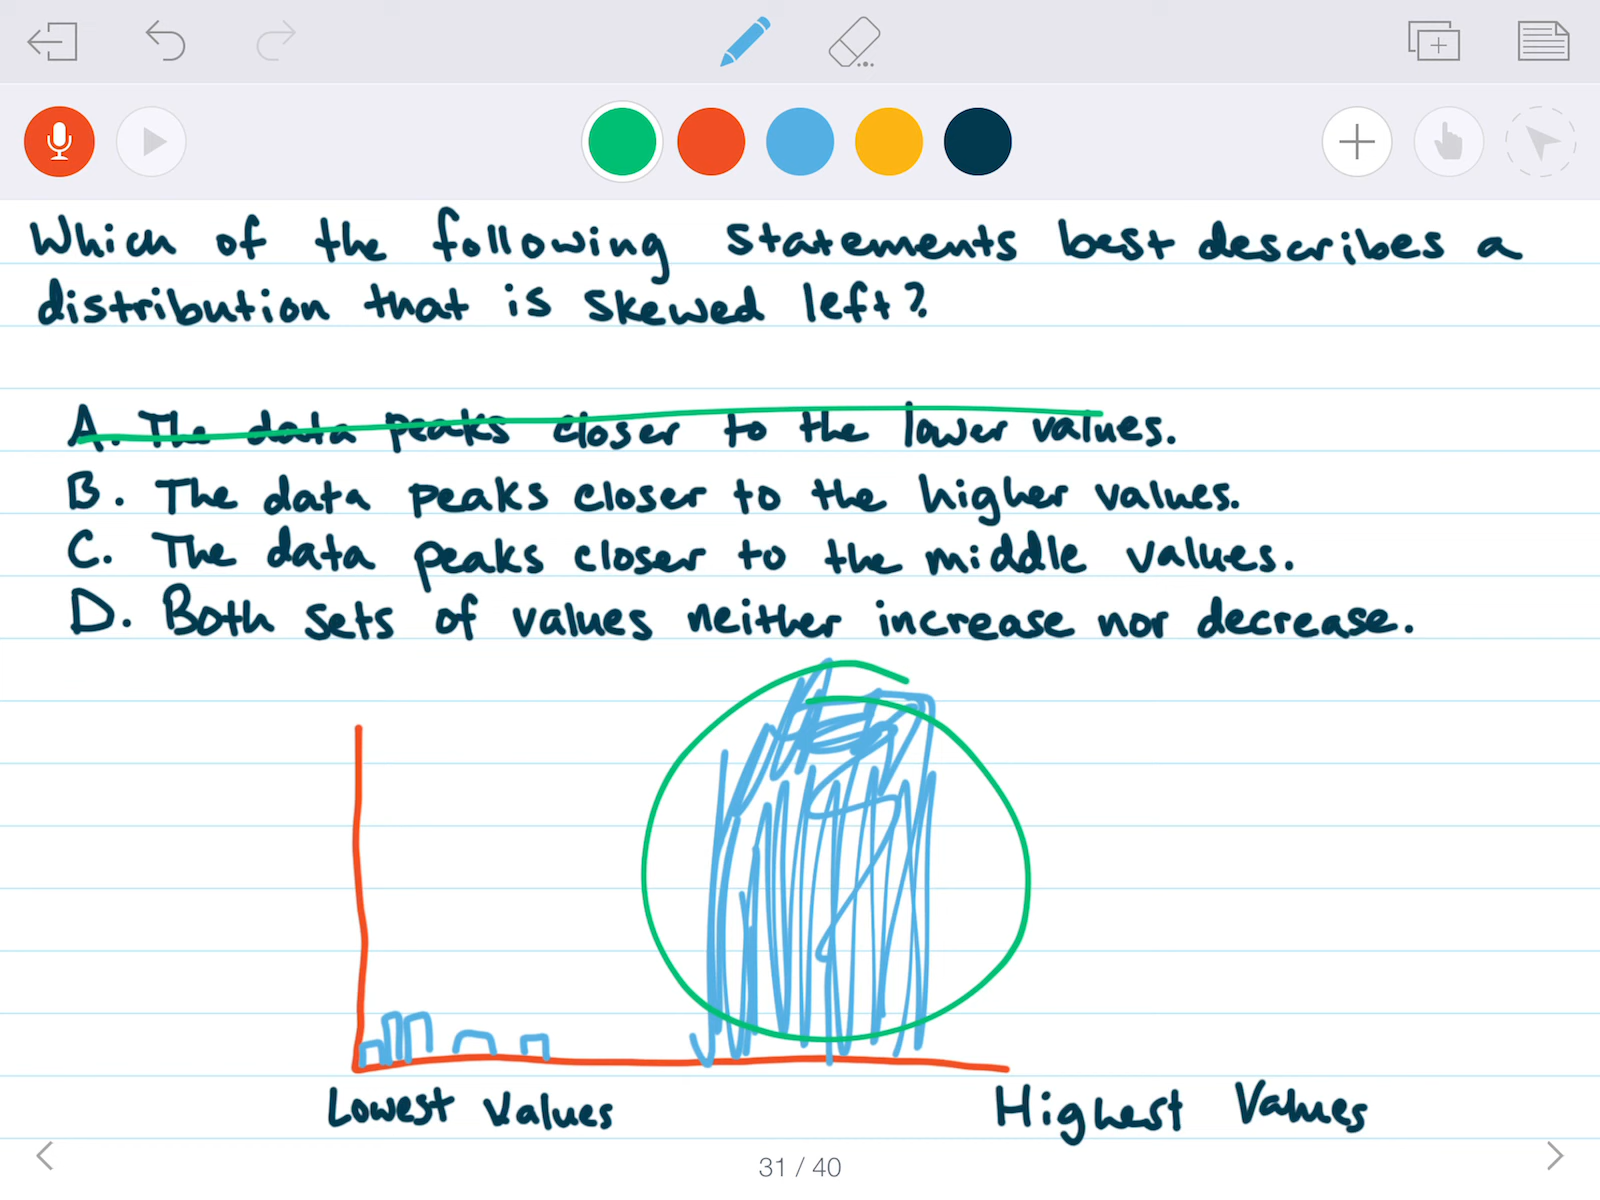 Which of the following statements best describes a
distribution that is skewed left?
A. The data peaks closer to the lower values.
B. The data peaks closer to the higher values.
C. The data peaks closer to the middle values.
D. Both sets of values neither increase nor decrease.
Lowest Values
Highest Values
31 / 40